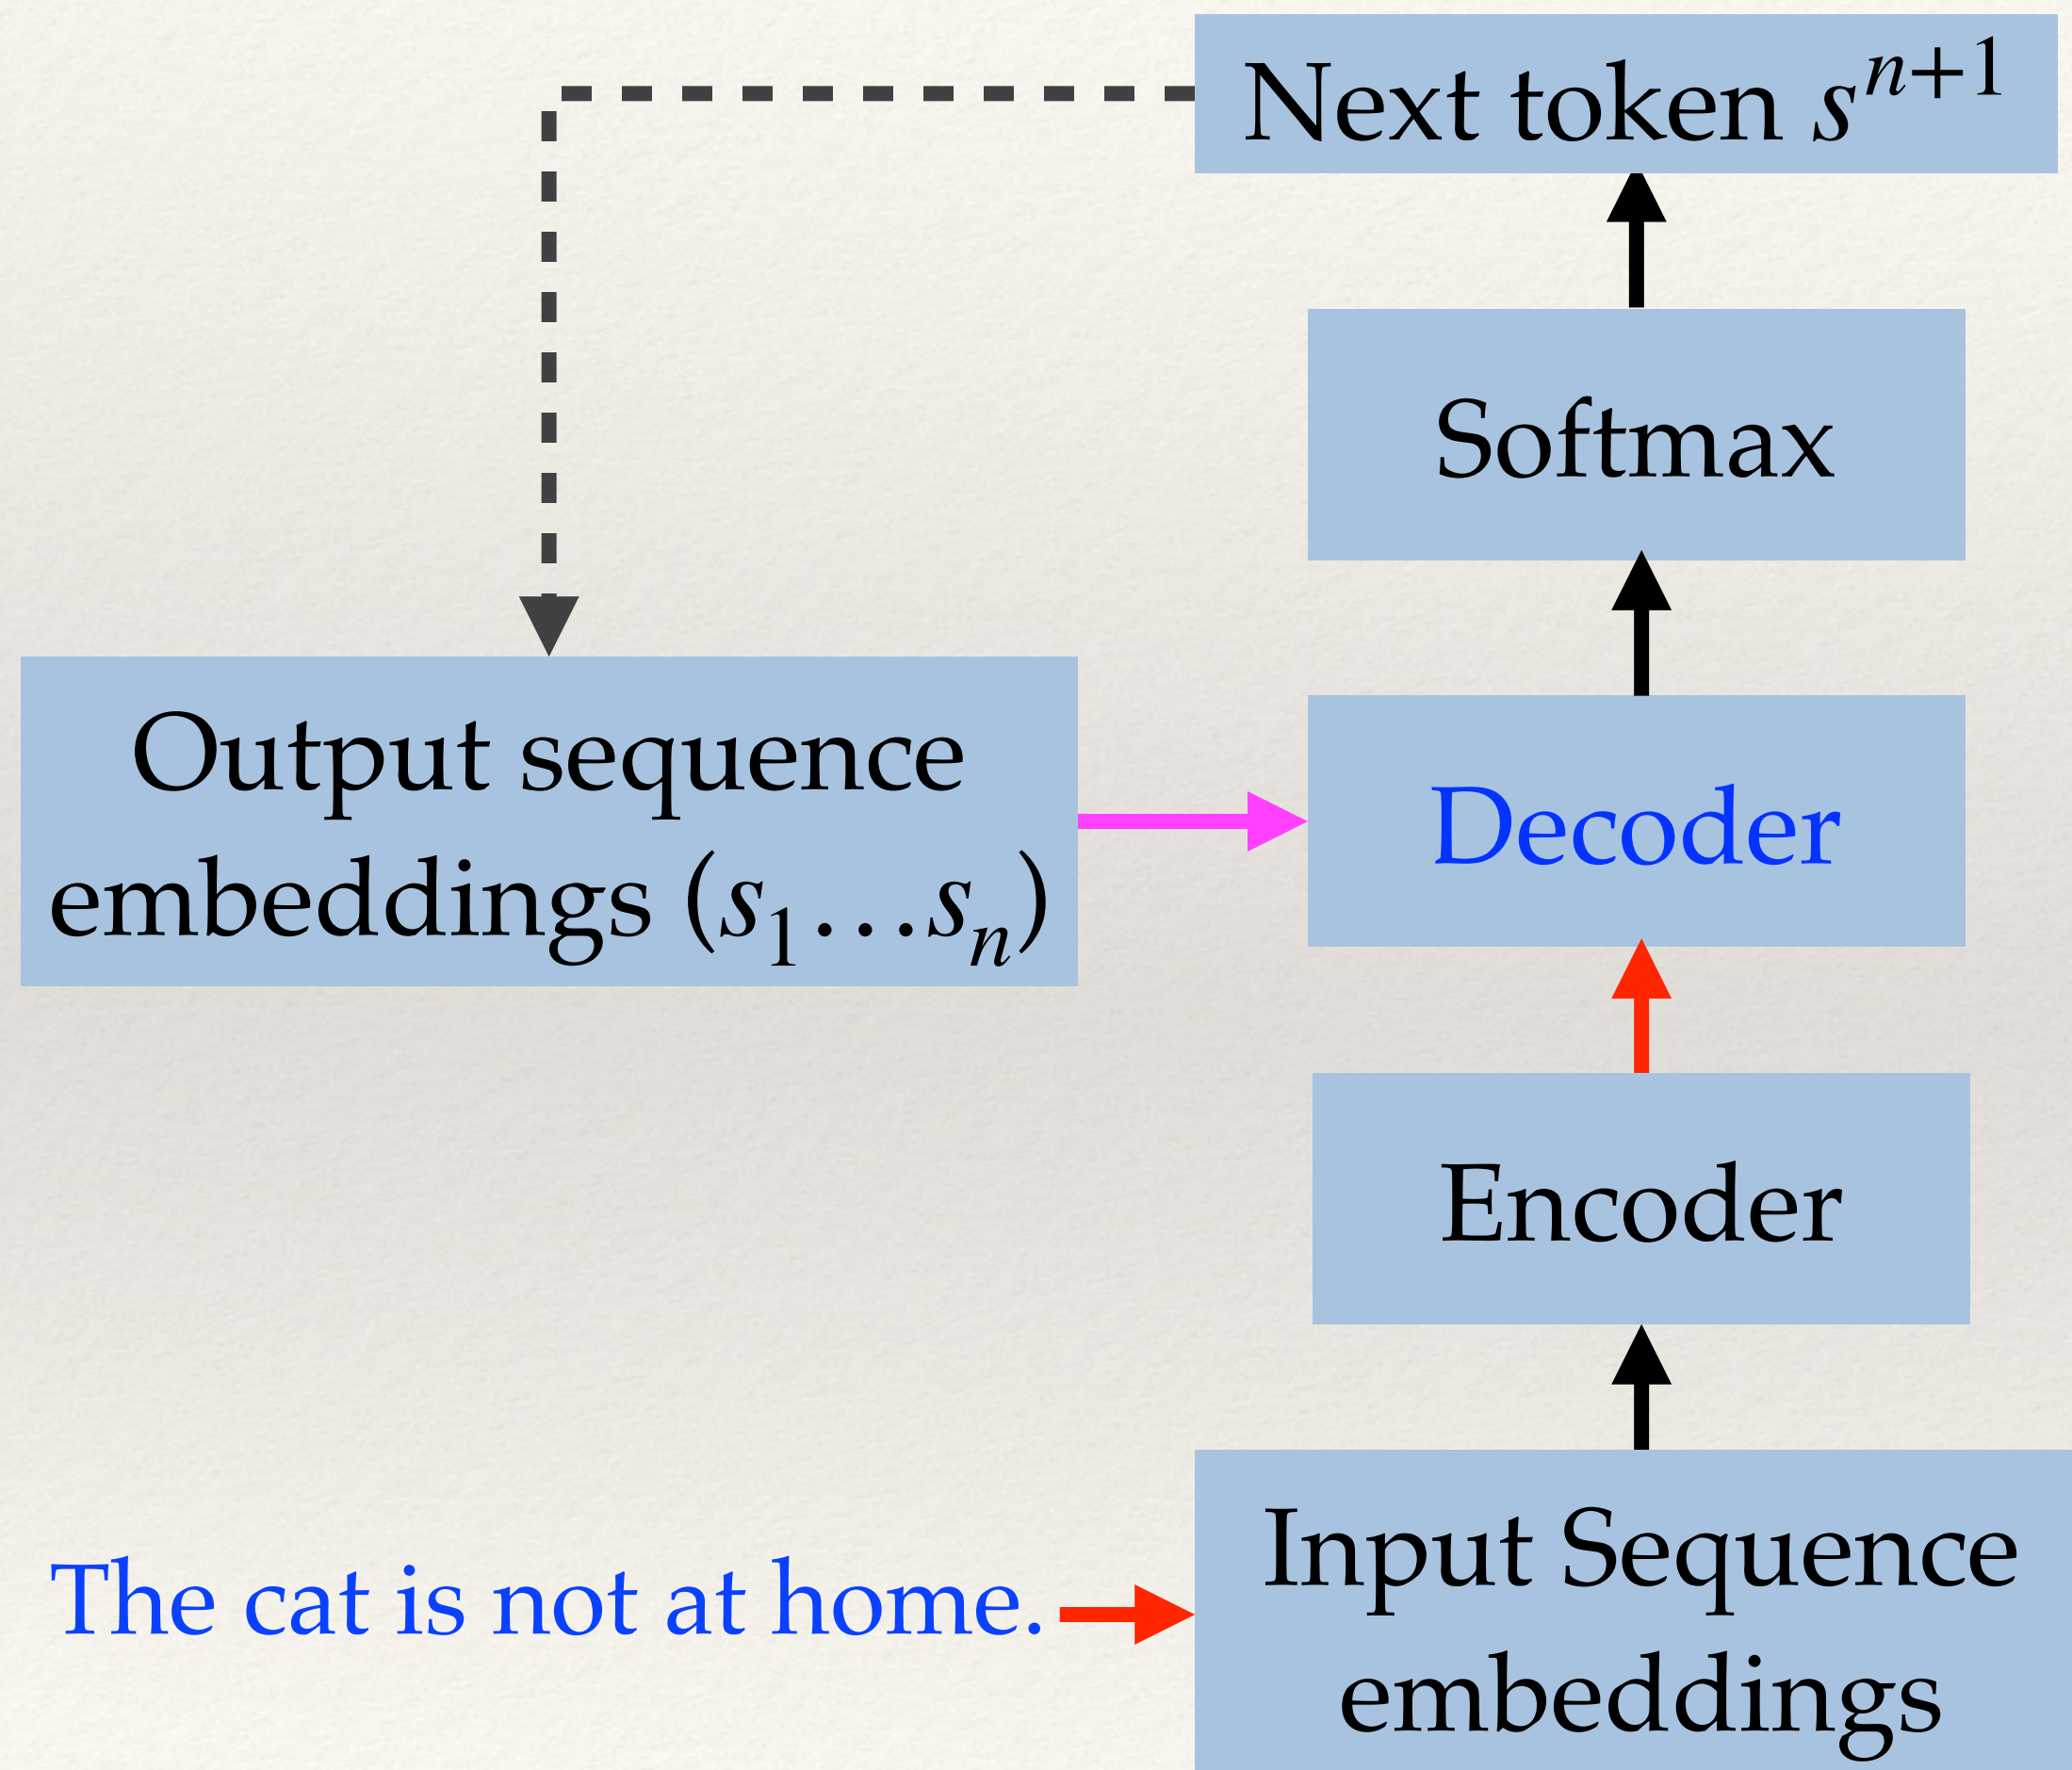 Next token $s^{n+1}$
Softmax
Output sequence
embeddings $(s_1 \ldots s_n)$
Decoder
Encoder
The cat is not at home.
Input Sequence
embeddings